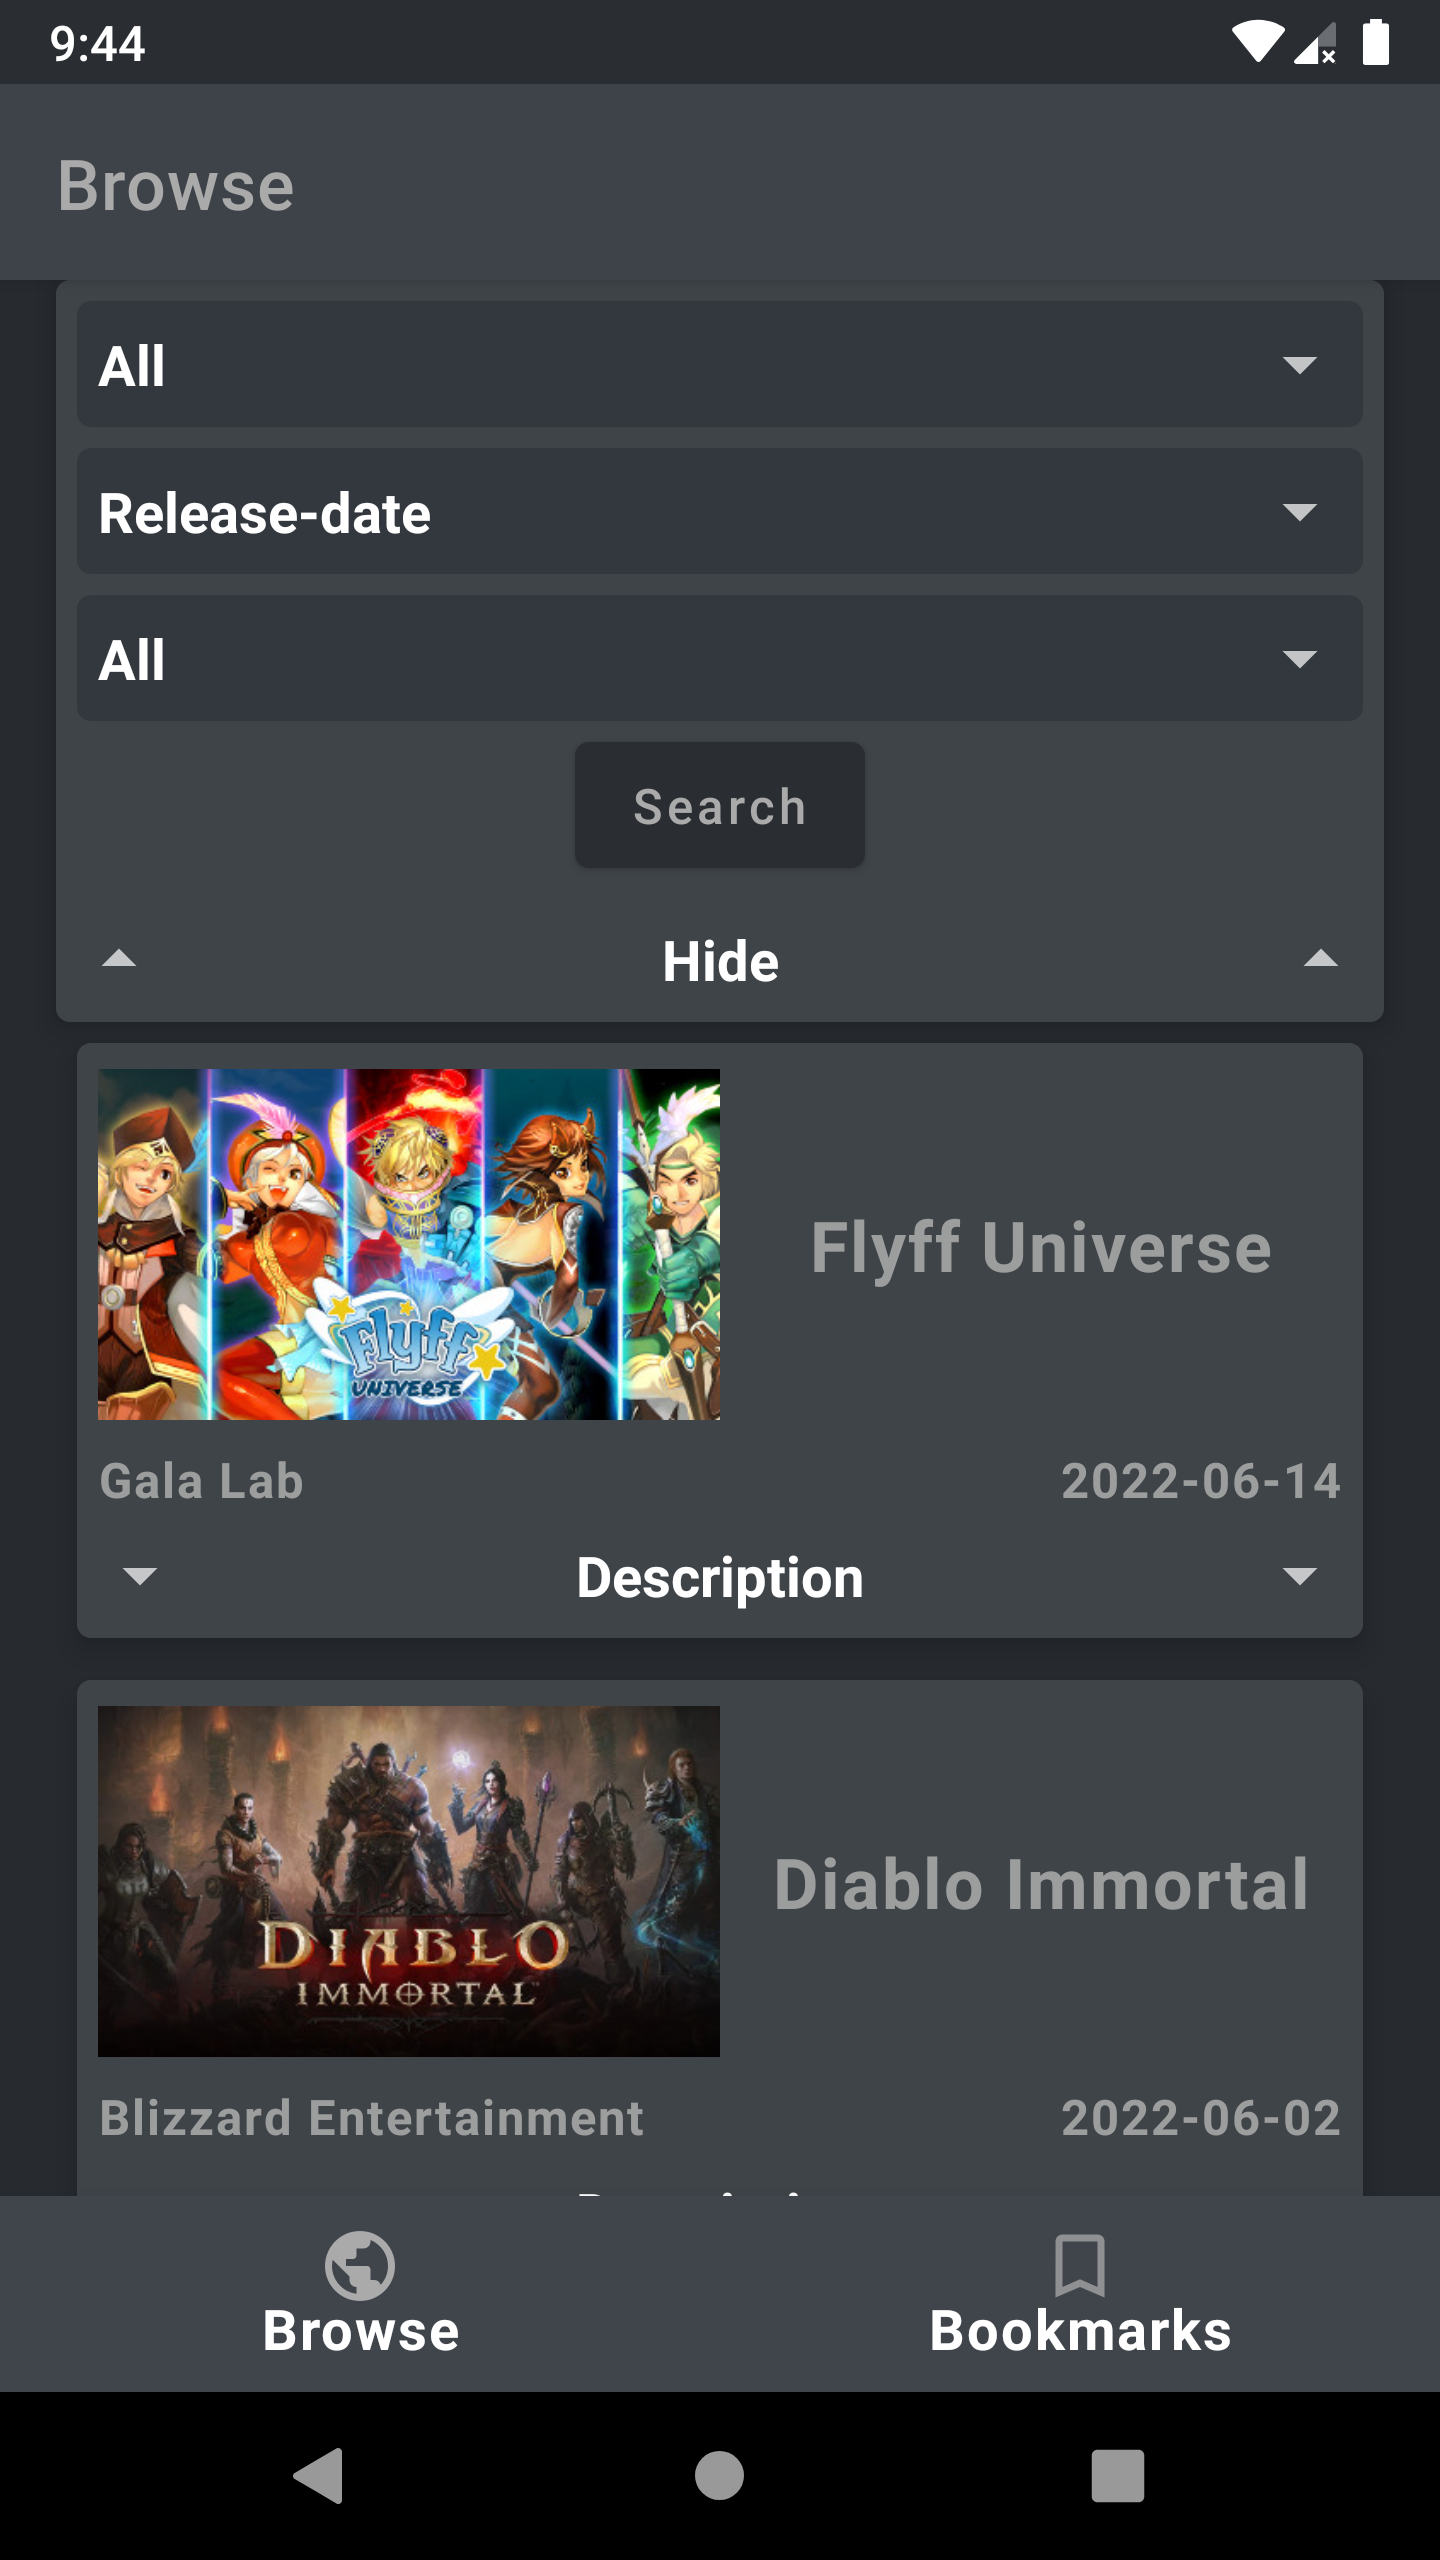 9:44
Browse
All
Release-date
All
Search
Hide
Flyff
UNIVERSE
Flyff Universe
Gala Lab
2022-06-14
Description
DIABLO
IMMORTAL
Diablo Immortal
Blizzard Entertainment
2022-06-02
Browse
Bookmarks